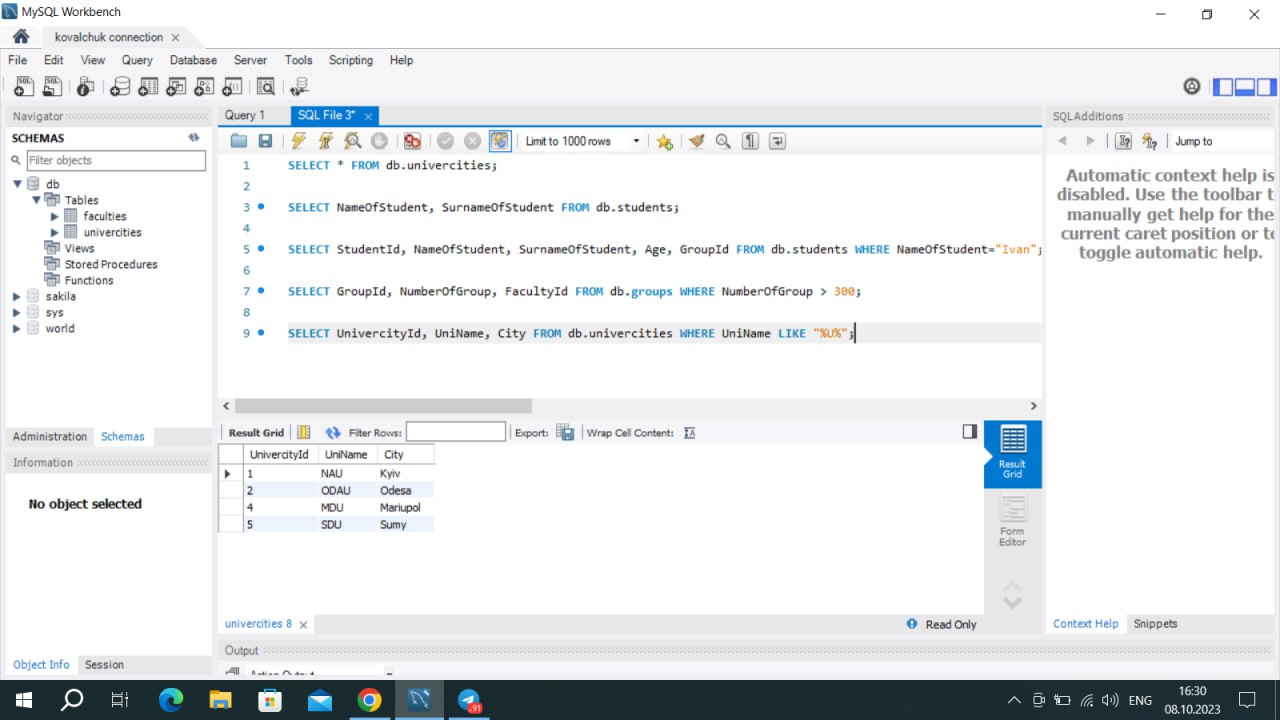 MySQL Workbench
kovalchuk connection
File Edit View Query Database Server Tools Scripting Help
Navigator
SCHEMAS
Filter objects
db
Tables
faculties
univercities
Views
Stored Procedures
Functions
sakila
sys
world
Administration Schemas
Information
No object selected
Object Info Session
Query 1 SQL File 3*
Limit to 1000 rows
1 SELECT * FROM db.univercities;
2
3 SELECT NameOfStudent, SurnameOfStudent FROM db.students;
4
5 SELECT StudentId, NameOfStudent, SurnameOfStudent, Age, GroupId FROM db.students WHERE NameOfStudent="Ivan";
6
7 SELECT GroupId, NumberOfGroup, FacultyId FROM db.groups WHERE NumberOfGroup > 300;
8
9 SELECT UnivercityId, UniName, City FROM db.univercities WHERE UniName LIKE "%U%";
Result Grid Filter Rows: Export: Wrap Cell Content:
UnivercityId UniName City
1 NAU Kyiv
2 ODAU Odesa
4 MDU Mariupol
5 SDU Sumy
Result
Grid
Form
Editor
univercities 8
Read Only
Output
Action Output
SQLAdditions
Jump to
Automatic context help is
disabled. Use the toolbar t
manually get help for the
current caret position or to
toggle automatic help.
Context Help Snippets
91
ENG
16:30
08.10.2023